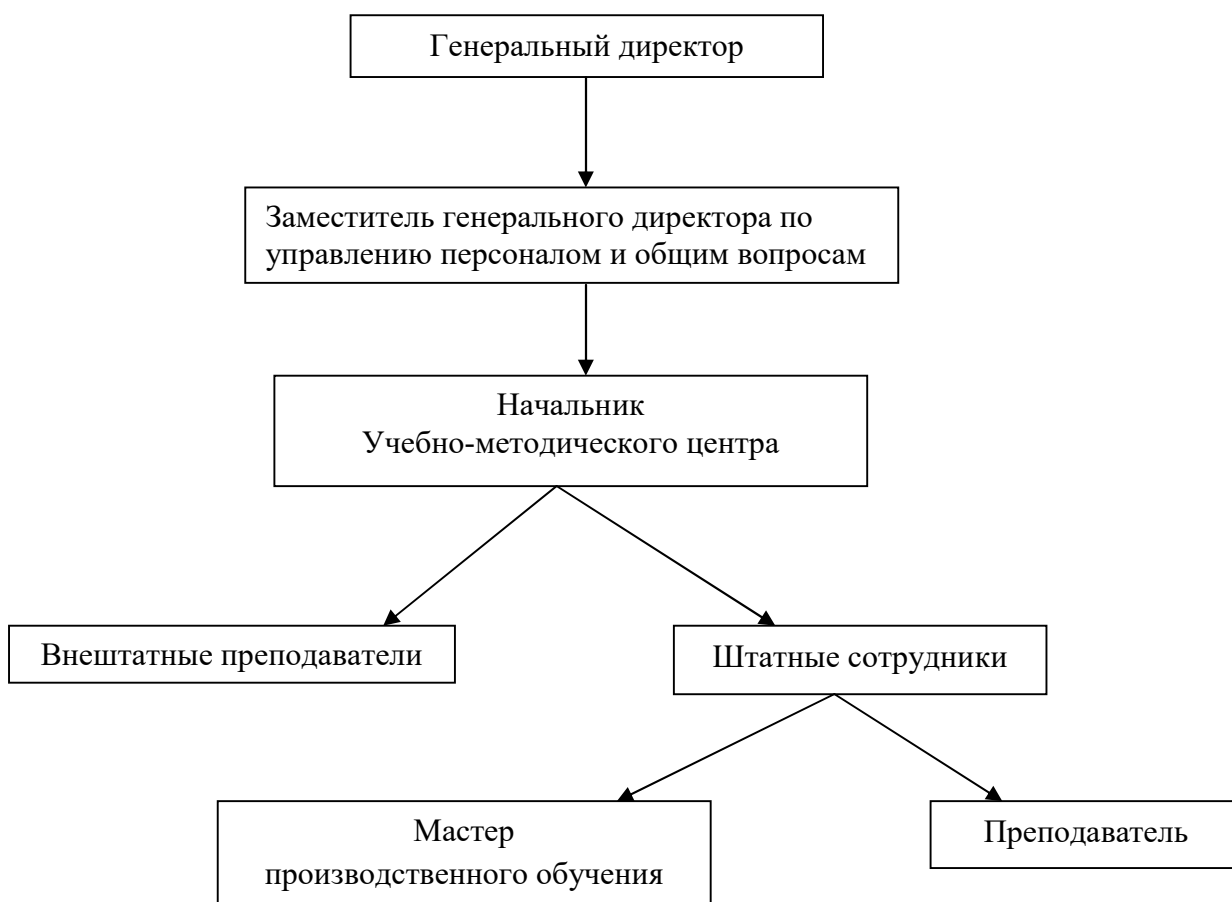 Генеральный директор
Заместитель генерального директора по
управлению персоналом и общим вопросам
Начальник
Учебно-методического центра
Внештатные преподаватели
Штатные сотрудники
Мастер
производственного обучения
Преподаватель